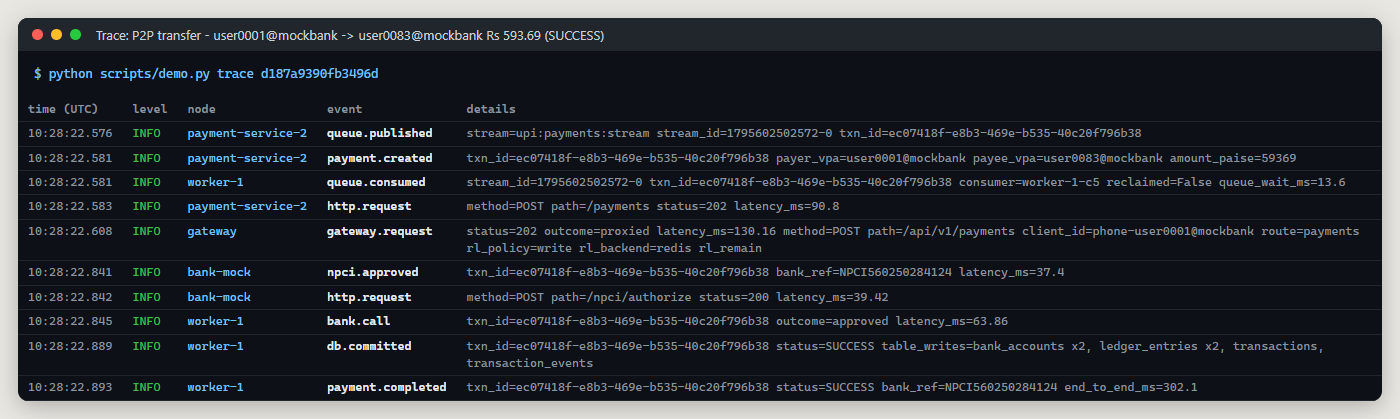 Trace: P2P transfer - user0001@mockbank -> user0083@mockbank Rs 593.69 (SUCCESS)
$ python scripts/demo.py trace d187a9390fb3496d
time (UTC) level node event details
10:28:22.576 INFO payment-service-2 queue.published stream=upi:payments:stream stream_id=1795602502572-0 txn_id=ec07418f-e8b3-469e-b535-40c20f796b38
10:28:22.581 INFO payment-service-2 payment.created txn_id=ec07418f-e8b3-469e-b535-40c20f796b38 payer_vpa=user0001@mockbank payee_vpa=user0083@mockbank amount_paise=59369
10:28:22.581 INFO worker-1 queue.consumed stream_id=1795602502572-0 txn_id=ec07418f-e8b3-469e-b535-40c20f796b38 consumer=worker-1-c5 reclaimed=False queue_wait_ms=13.6
10:28:22.583 INFO payment-service-2 http.request method=POST path=/payments status=202 latency_ms=90.8
10:28:22.608 INFO gateway gateway.request status=202 outcome=proxied latency_ms=130.16 method=POST path=/api/v1/payments client_id=phone-user0001@mockbank route=payments
rl_policy=write rl_backend=redis rl_remain
10:28:22.841 INFO bank-mock npci.approved txn_id=ec07418f-e8b3-469e-b535-40c20f796b38 bank_ref=NPCI560250284124 latency_ms=37.4
10:28:22.842 INFO bank-mock http.request method=POST path=/npci/authorize status=200 latency_ms=39.42
10:28:22.845 INFO worker-1 bank.call txn_id=ec07418f-e8b3-469e-b535-40c20f796b38 outcome=approved latency_ms=63.86
10:28:22.889 INFO worker-1 db.committed txn_id=ec07418f-e8b3-469e-b535-40c20f796b38 status=SUCCESS table_writes=bank_accounts x2, ledger_entries x2, transactions,
transaction_events
10:28:22.893 INFO worker-1 payment.completed txn_id=ec07418f-e8b3-469e-b535-40c20f796b38 status=SUCCESS bank_ref=NPCI560250284124 end_to_end_ms=302.1